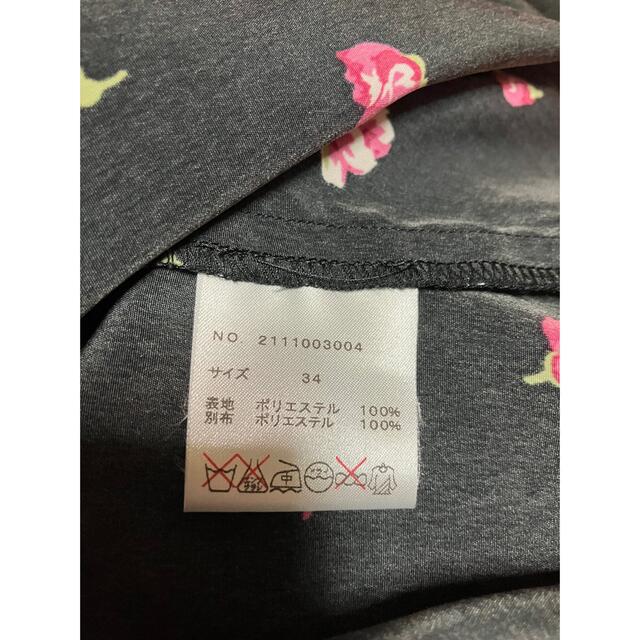 NO. 2111003004
サイズ 34
表地 ポリエステル 100%
別布 ポリエステル 100%
中